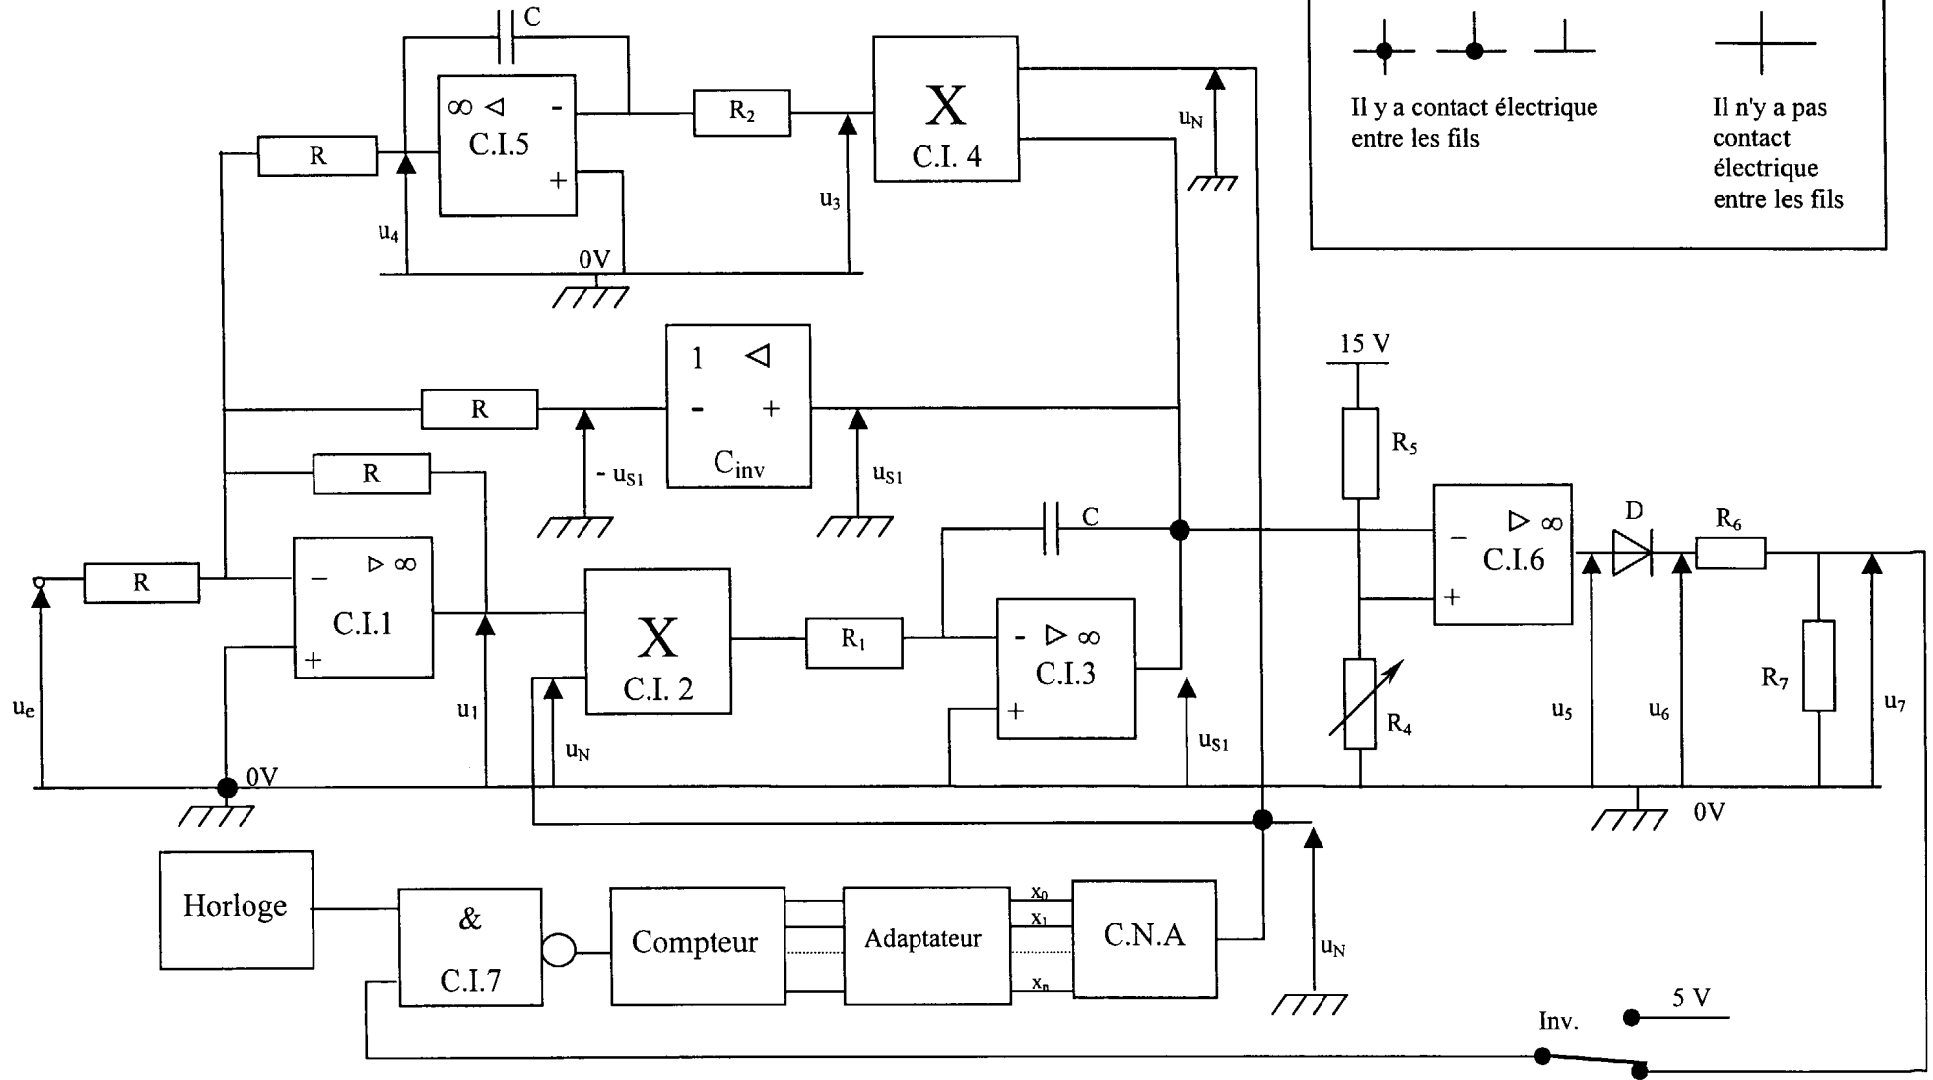 C
∞ ◁ -
C.I.5
+
R
R₂
X
C.I. 4
u_N
u₃
u₄
0V
Il y a contact électrique
entre les fils
Il n'y a pas
contact
électrique
entre les fils
1 ◁
- +
C_inv
R
- u_S1
u_S1
R
15 V
R₅
C
R
- ▷ ∞
C.I.1
+
u_e
u₁
X
C.I. 2
u_N
R₁
- ▷ ∞
C.I.3
+
u_S1
- ▷ ∞
C.I.6
+
D
R₆
R₄
u₅
u₆
R₇
u₇
0V
0V
Horloge
&
C.I.7
Compteur
Adaptateur
x₀
x₁
xₙ
C.N.A
u_N
Inv.
5 V